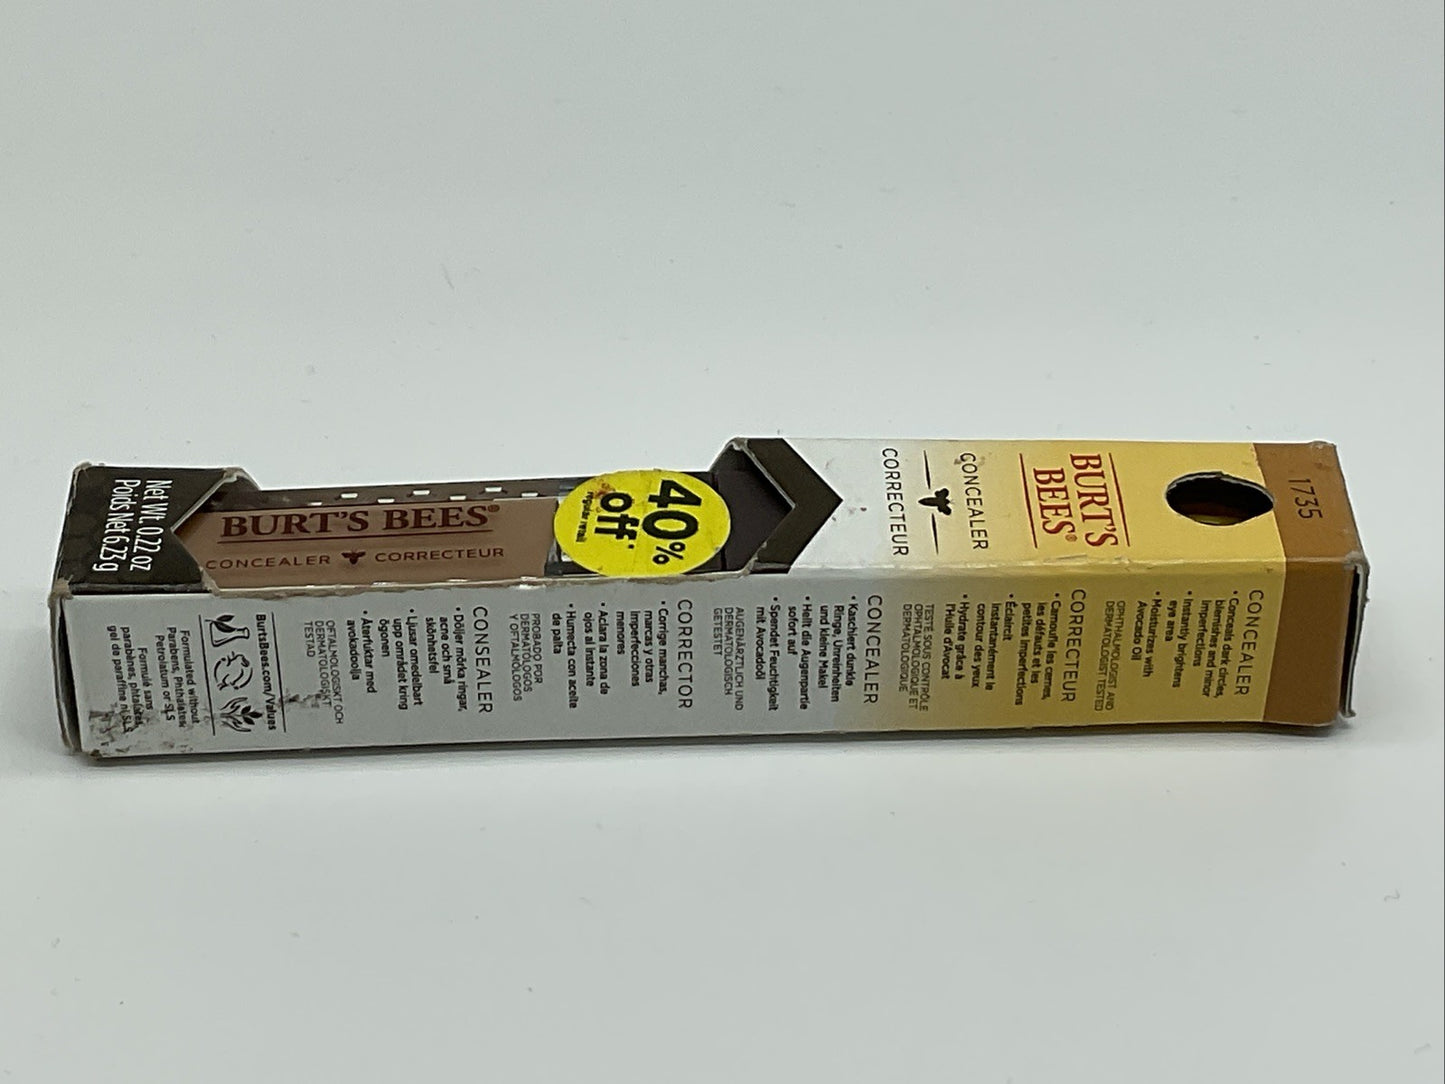 1735
BURT'S
BEES®
CONCEALER
CORRECTEUR
40%
off*
regular retail
BURT'S BEES®
CONCEALER CORRECTEUR
Net Wt. 0.22 oz
Poids Net 6.23 g
CONCEALER
• Conceals dark circles,
blemishes and minor
imperfections
• Instantly brightens
eye area
• Moisturizes with
Avocado Oil
OPHTHALMOLOGIST AND
DERMATOLOGIST TESTED
CORRECTEUR
• Camoufle les cernes,
les défauts et les
petites imperfections
• Éclaircit
instantanément le
contour des yeux
• Hydrate grâce à
l'Huile d'Avocat
TESTÉ SOUS CONTRÔLE
OPHTALMOLOGIQUE ET
DERMATOLOGIQUE
CONCEALER
• Kaschiert dunkle
Ringe, Unreinheiten
und kleine Makel
• Hellt die Augenpartie
sofort auf
• Spendet Feuchtigkeit
mit Avocadoöl
AUGENÄRZTLICH UND
DERMATOLOGISCH
GETESTET
CORRECTOR
• Corrige manchas,
marcas y otras
imperfecciones
menores
• Aclara la zona de
ojos al instante
• Humecta con aceite
de palta
PROBADO POR
DERMATÓLOGOS
Y OFTALMÓLOGOS
CONSEALER
• Döljer mörka ringar,
acne och små
skönhetsfel
• Ljusar omedelbart
upp området kring
ögonen
• Återfuktar med
avokadoolja
OFTALMOLOGISKT OCH
DERMATOLOGISKT
TESTAD
BurtsBees.com/Values
Formulated without
Parabens, Phthalates,
Petrolatum or SLS
Formulé sans
parabènes, phtalates,
gel de paraffine ni SLS